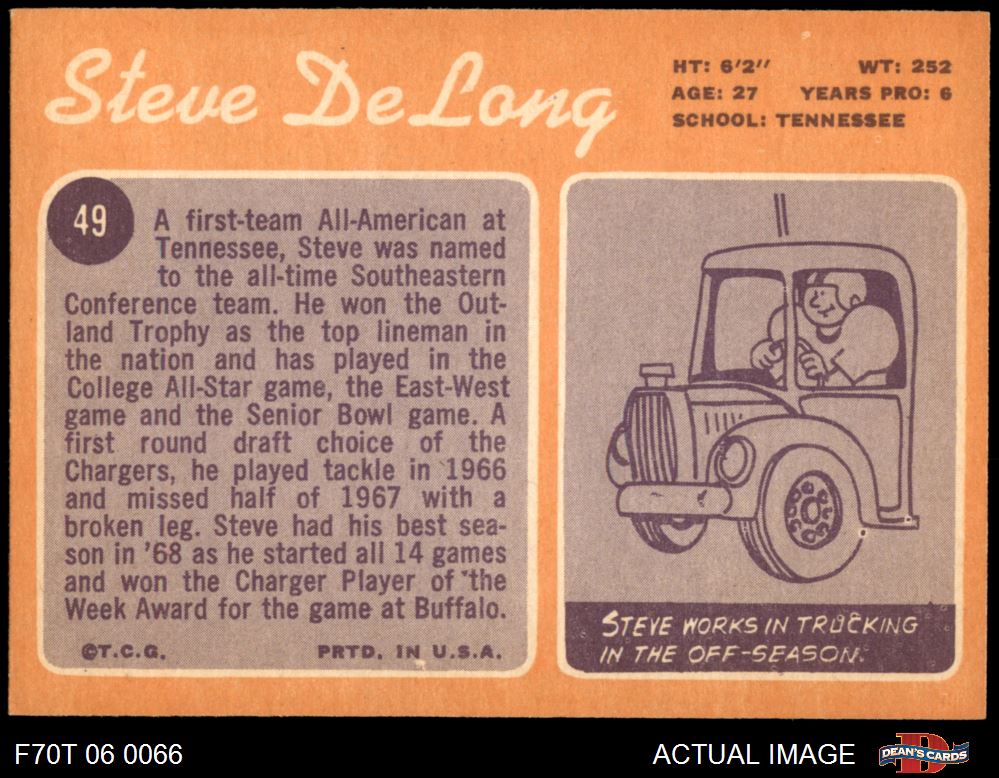 Steve DeLong
HT: 6'2" WT: 252
AGE: 27 YEARS PRO: 6
SCHOOL: TENNESSEE
49
A first-team All-American at
Tennessee, Steve was named
to the all-time Southeastern
Conference team. He won the Out-
land Trophy as the top lineman in
the nation and has played in the
College All-Star game, the East-West
game and the Senior Bowl game. A
first round draft choice of the
Chargers, he played tackle in 1966
and missed half of 1967 with a
broken leg. Steve had his best sea-
son in '68 as he started all 14 games
and won the Charger Player of the
Week Award for the game at Buffalo.
©T.C.G. PRTD. IN U.S.A.
STEVE WORKS IN TRUCKING
IN THE OFF-SEASON.
F70T 06 0066
ACTUAL IMAGE
D
DEAN'S CARDS